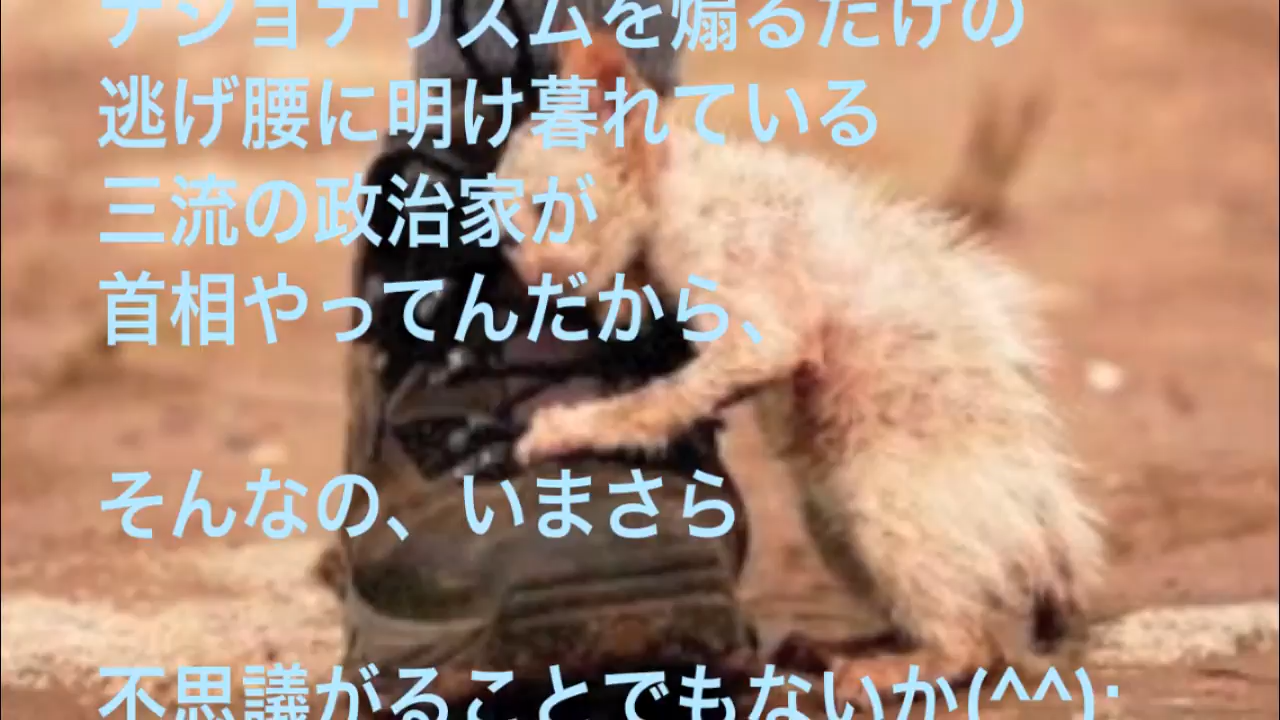 ナショナリズムを煽るだけの
逃げ腰に明け暮れている
三流の政治家が
首相やってんだから、
そんなの、いまさら
不思議がることでもないか(^^);